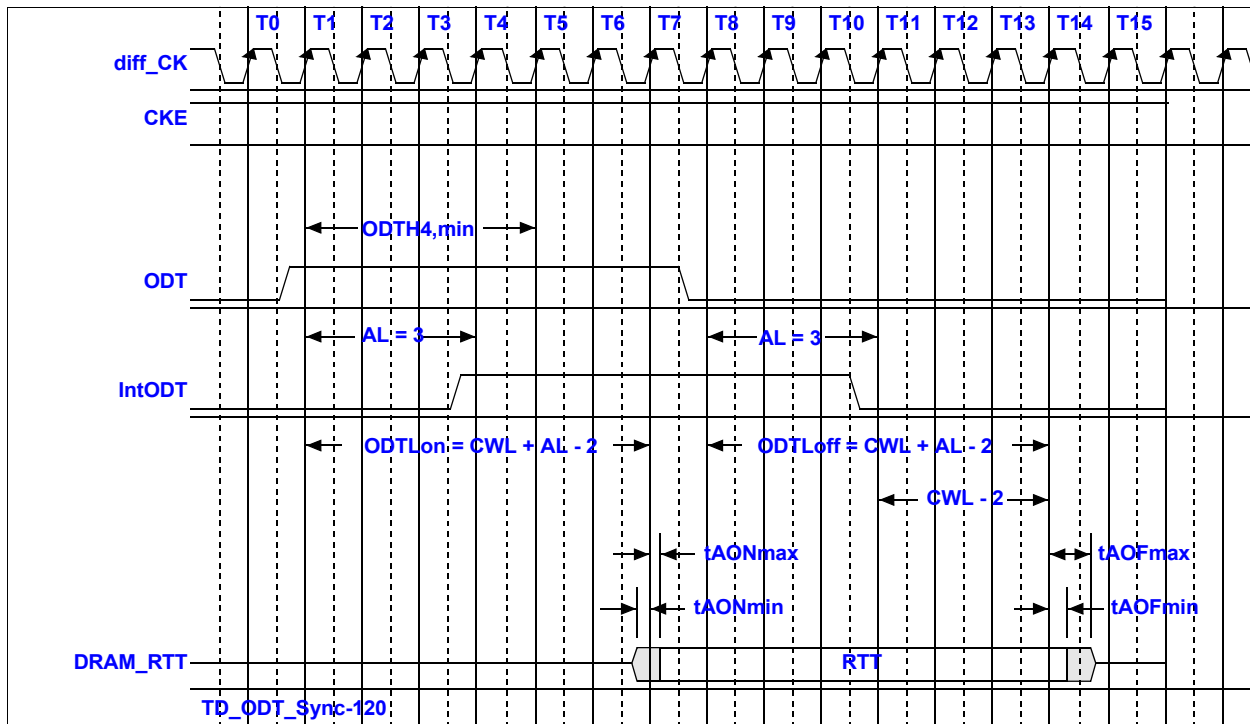 T0 T1 T2 T3 T4 T5 T6 T7 T8 T9 T10 T11 T12 T13 T14 T15
diff_CK
CKE
ODTH4,min
ODT
AL = 3
AL = 3
IntODT
ODTLon = CWL + AL - 2
ODTLoff = CWL + AL - 2
CWL - 2
tAONmax
tAOFmax
tAONmin
tAOFmin
DRAM_RTT
RTT
TD_ODT_Sync-120